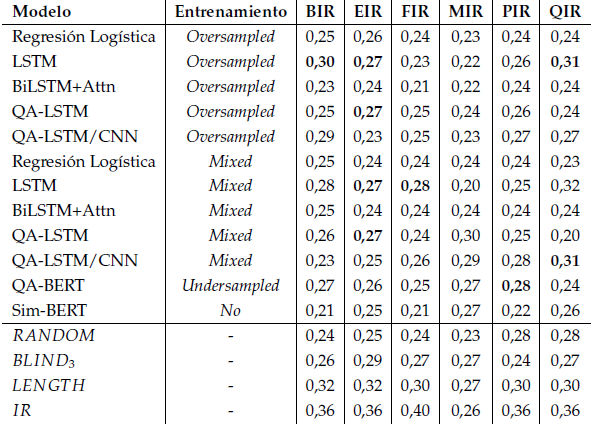 Modelo Entrenamiento BIR EIR FIR MIR PIR QIR
Regresión Logística Oversampled 0,25 0,26 0,24 0,23 0,24 0,24
LSTM Oversampled 0,30 0,27 0,23 0,22 0,26 0,31
BiLSTM+Attn Oversampled 0,23 0,24 0,21 0,22 0,24 0,24
QA-LSTM Oversampled 0,25 0,27 0,25 0,24 0,26 0,24
QA-LSTM/CNN Oversampled 0,29 0,23 0,25 0,23 0,27 0,27
Regresión Logística Mixed 0,25 0,24 0,24 0,24 0,24 0,23
LSTM Mixed 0,28 0,27 0,28 0,20 0,25 0,32
BiLSTM+Attn Mixed 0,25 0,24 0,24 0,24 0,24 0,24
QA-LSTM Mixed 0,26 0,27 0,24 0,30 0,25 0,20
QA-LSTM/CNN Mixed 0,23 0,25 0,26 0,29 0,28 0,31
QA-BERT Undersampled 0,27 0,26 0,25 0,27 0,28 0,24
Sim-BERT No 0,21 0,25 0,21 0,27 0,22 0,26
RANDOM - 0,24 0,25 0,24 0,23 0,28 0,28
BLIND₃ - 0,26 0,29 0,27 0,27 0,24 0,27
LENGTH - 0,32 0,32 0,30 0,27 0,30 0,30
IR - 0,36 0,36 0,40 0,26 0,36 0,36